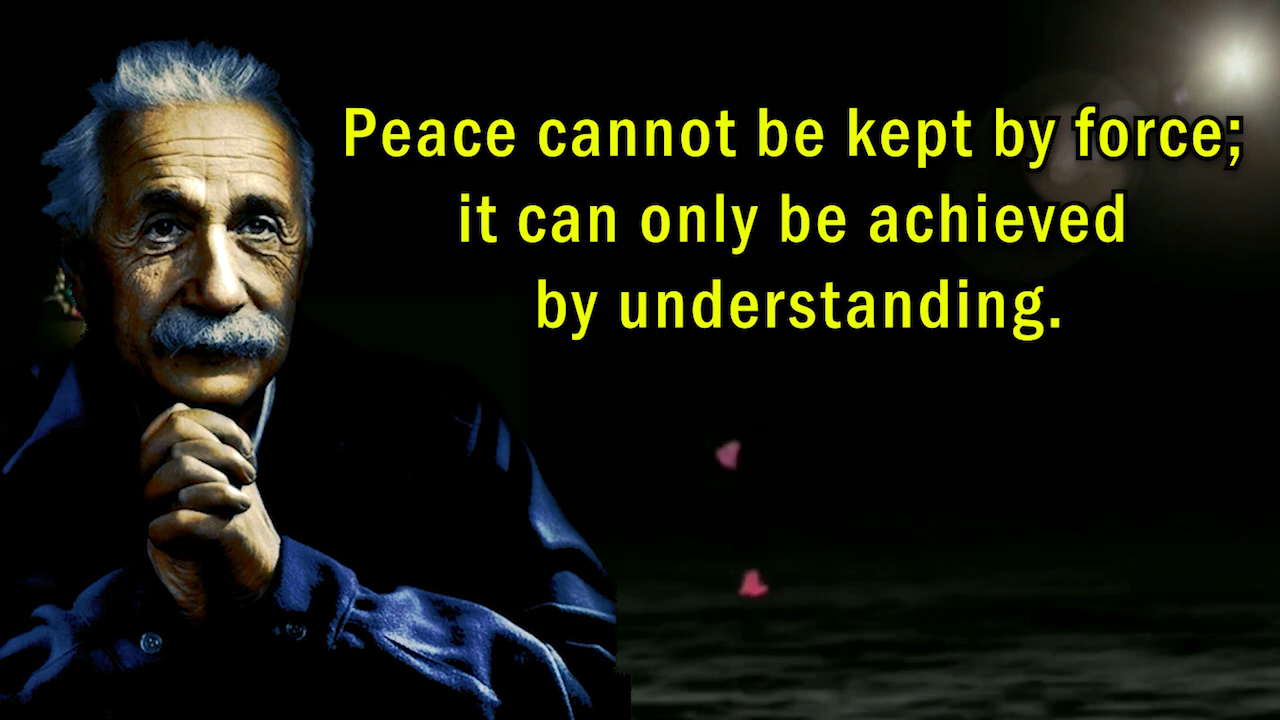 Peace cannot be kept by force;
it can only be achieved
by understanding.